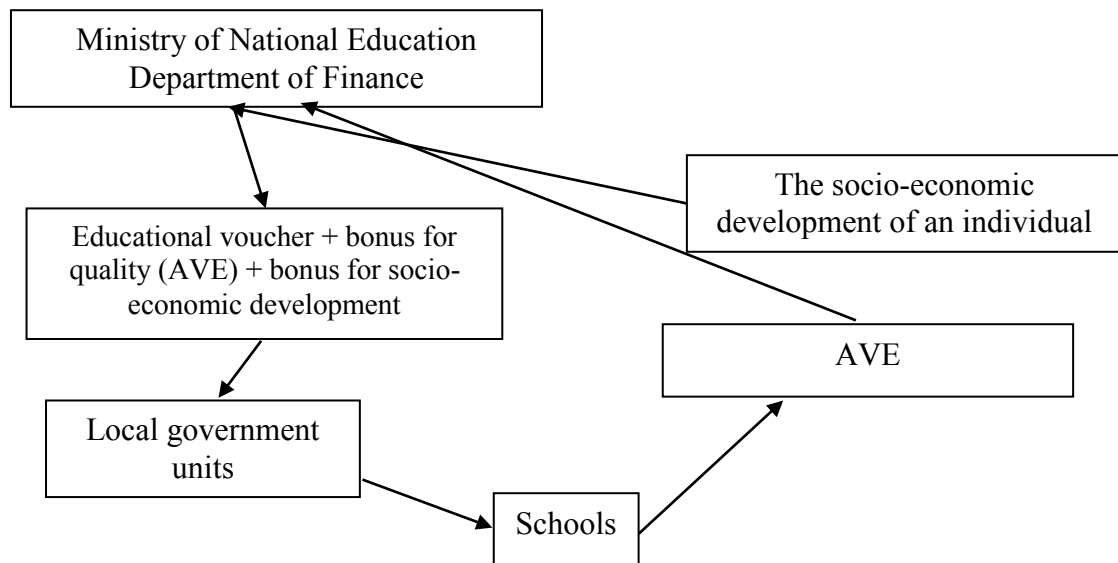 Ministry of National Education
Department of Finance
The socio-economic
development of an individual
Educational voucher + bonus for
quality (AVE) + bonus for socio-
economic development
AVE
Local government
units
Schools